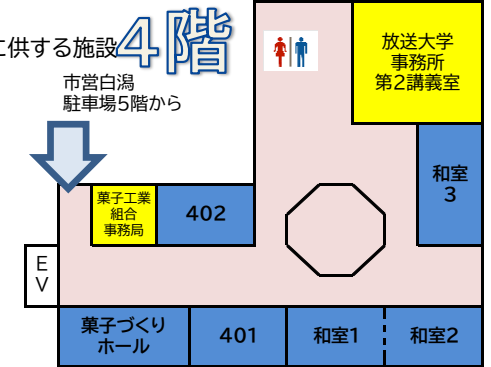 に供する施設
4階
市営白潟
駐車場5階から
放送大学
事務所
第2講義室
和室
3
菓子工業
組合
事務局
402
E
V
菓子づくり
ホール
401
和室1
和室2